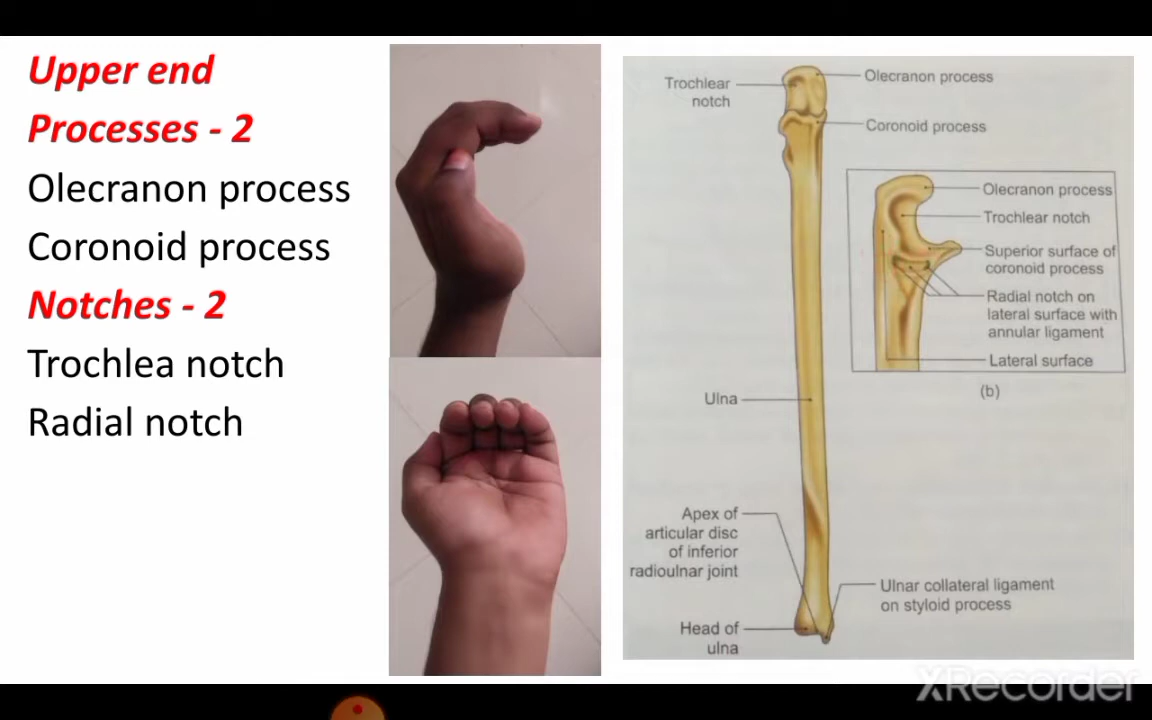 Upper end
Processes - 2
Olecranon process
Coronoid process
Notches - 2
Trochlea notch
Radial notch
Trochlear
notch
Olecranon process
Coronoid process
Olecranon process
Trochlear notch
Superior surface of
coronoid process
Radial notch on
lateral surface with
annular ligament
Lateral surface
(b)
Ulna
Apex of
articular disc
of inferior
radioulnar joint
Ulnar collateral ligament
on styloid process
Head of
ulna
XRecorder